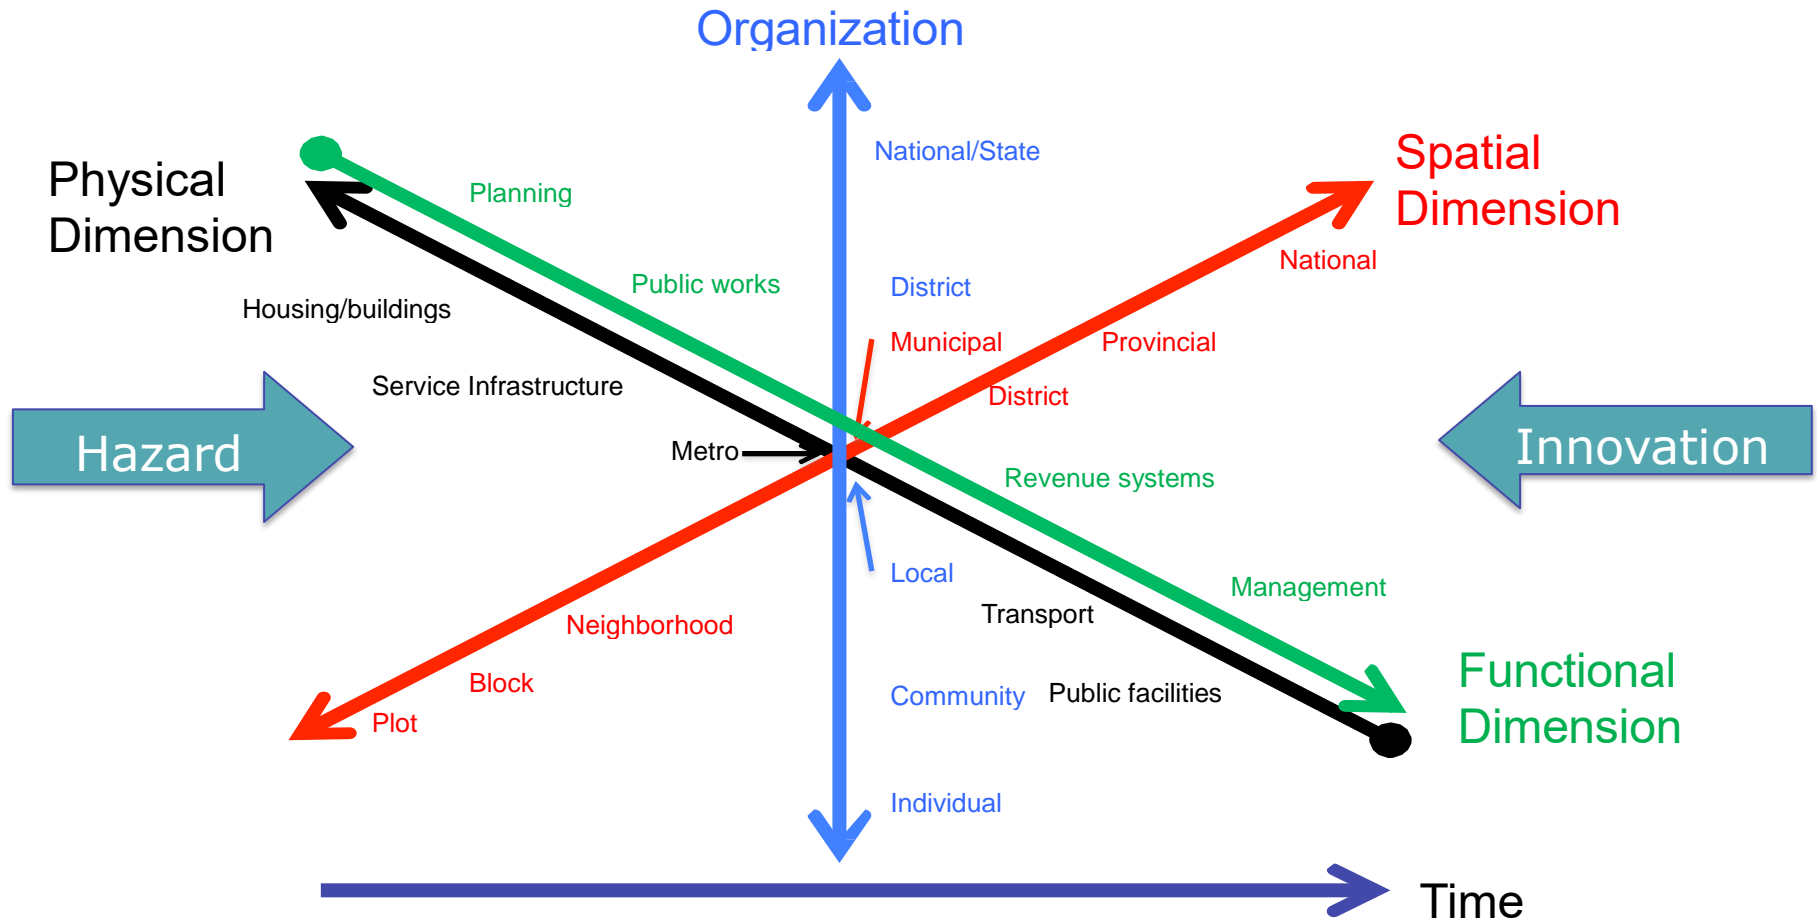 Organization
National/State
Physical
Dimension
Spatial
Dimension
Planning
National
Public works
District
Housing/buildings
Municipal
Provincial
Service Infrastructure
District
Hazard
Metro
Innovation
Revenue systems
Local
Management
Transport
Neighborhood
Block
Community
Public facilities
Functional
Dimension
Plot
Individual
Time